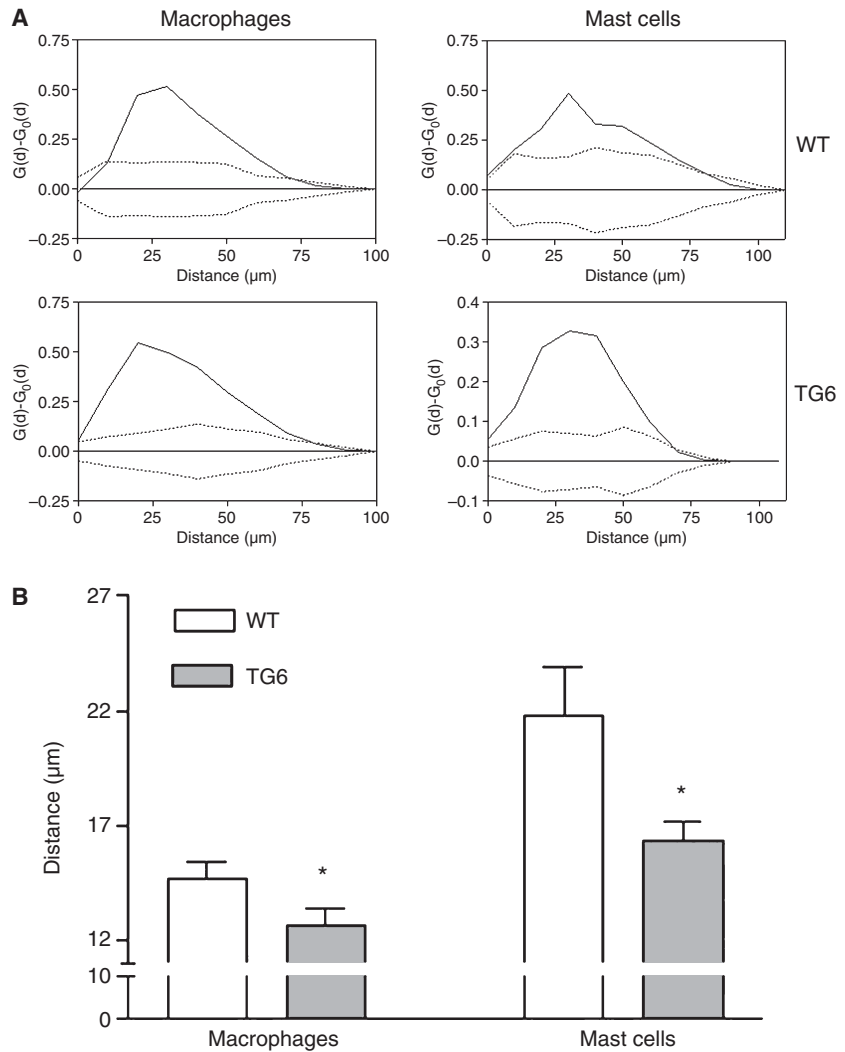 A
Macrophages
Mast cells
0.75
0.50
0.25
0.00
–0.25
G(d)-G₀(d)
0 25 50 75 100
Distance (µm)
0.75
0.50
0.25
0.00
–0.25
G(d)-G₀(d)
0 25 50 75 100
Distance (µm)
WT
0.75
0.50
0.25
0.00
–0.25
G(d)-G₀(d)
0 25 50 75 100
Distance (µm)
0.4
0.3
0.2
0.1
0.0
–0.1
G(d)-G₀(d)
0 25 50 75 100
Distance (µm)
TG6
B
27
22
17
12
10
0
Distance (µm)
WT
TG6
*
*
Macrophages
Mast cells